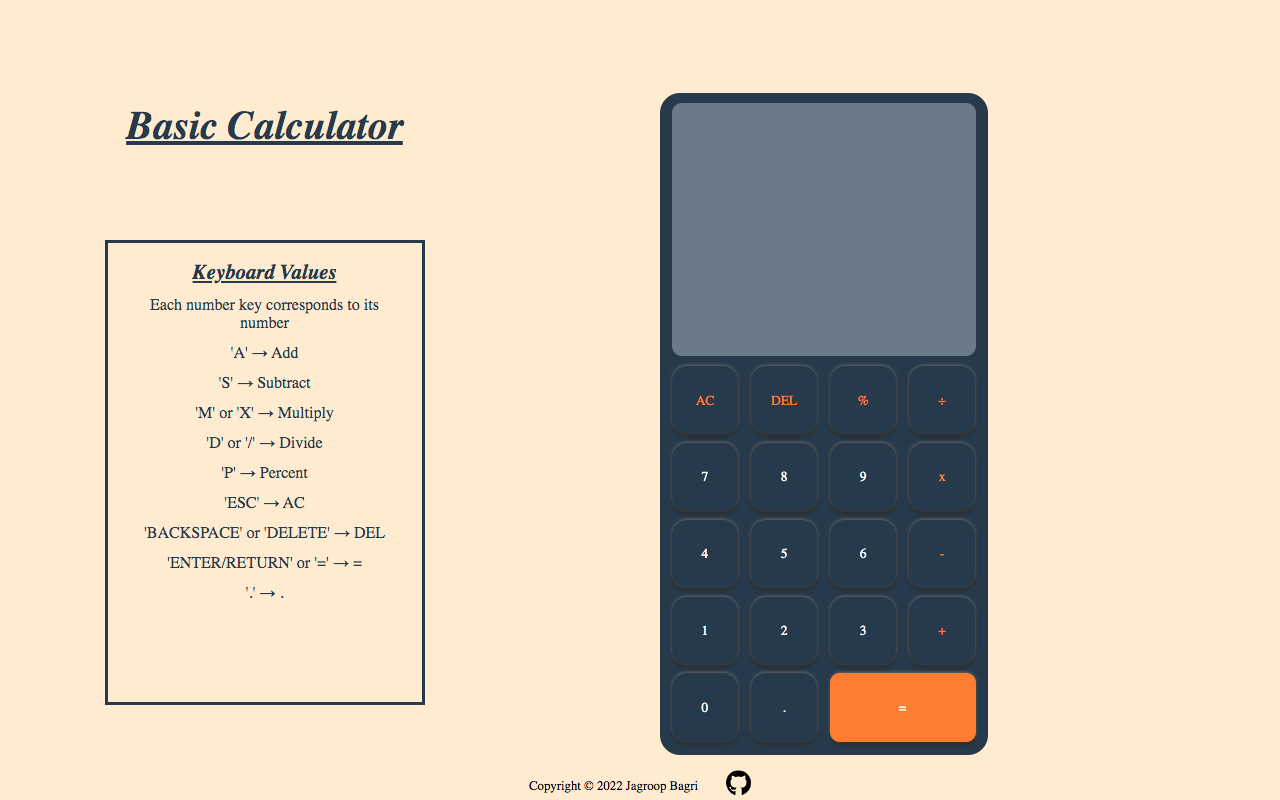 Basic Calculator
Keyboard Values
Each number key corresponds to its
number
'A' → Add
'S' → Subtract
'M' or 'X' → Multiply
'D' or '/' → Divide
'P' → Percent
'ESC' → AC
'BACKSPACE' or 'DELETE' → DEL
'ENTER/RETURN' or '=' → =
'.' → .
AC DEL % ÷
7 8 9 x
4 5 6 -
1 2 3 +
0 . =
Copyright © 2022 Jagroop Bagri